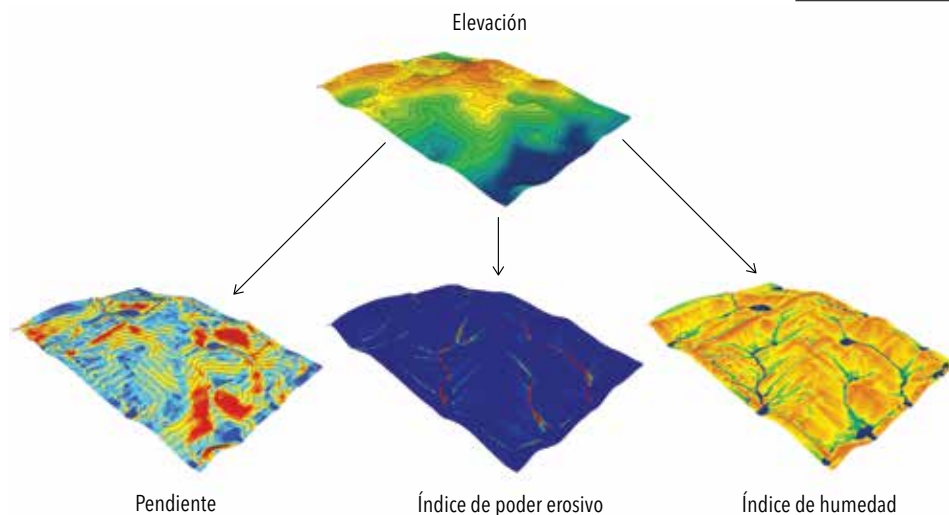 Elevación
Pendiente
Índice de poder erosivo
Índice de humedad